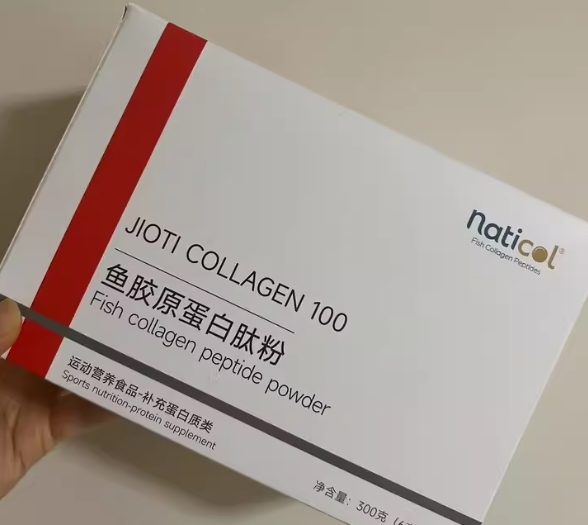 naticol®
Fish Collagen Peptides
JIOTI COLLAGEN 100
鱼胶原蛋白肽粉
Fish collagen peptide powder
运动营养食品-补充蛋白质类
Sports nutrition-protein supplement
净含量：300克